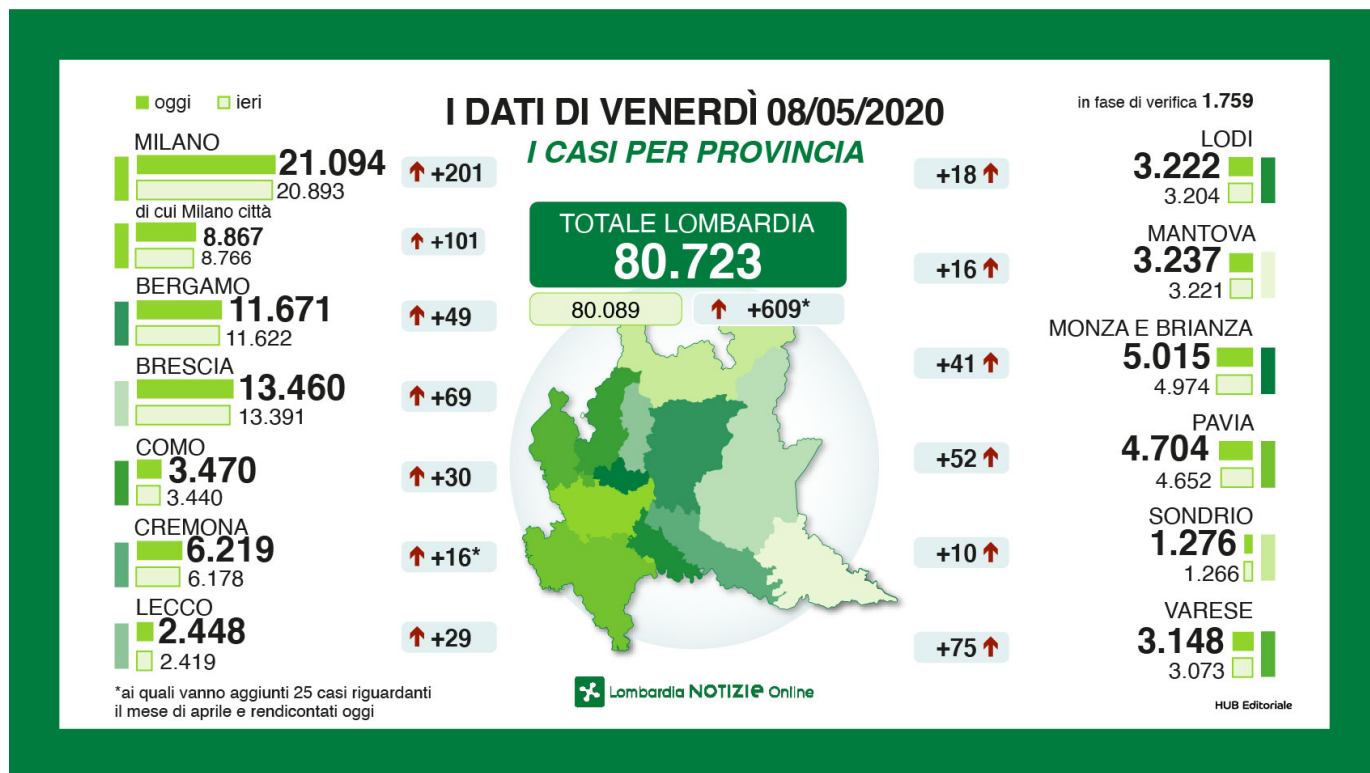 oggi ieri
I DATI DI VENERDÌ 08/05/2020
I CASI PER PROVINCIA
in fase di verifica 1.759
MILANO
21.094
20.893
+201
di cui Milano città
8.867
8.766
+101
BERGAMO
11.671
11.622
+49
BRESCIA
13.460
13.391
+69
COMO
3.470
3.440
+30
CREMONA
6.219
6.178
+16*
LECCO
2.448
2.419
+29
*ai quali vanno aggiunti 25 casi riguardanti
il mese di aprile e rendicontati oggi
TOTALE LOMBARDIA
80.723
80.089
+609*
Lombardia NOTIZIE Online
LODI
+18
3.222
3.204
MANTOVA
+16
3.237
3.221
MONZA E BRIANZA
+41
5.015
4.974
PAVIA
+52
4.704
4.652
SONDRIO
+10
1.276
1.266
VARESE
+75
3.148
3.073
HUB Editoriale